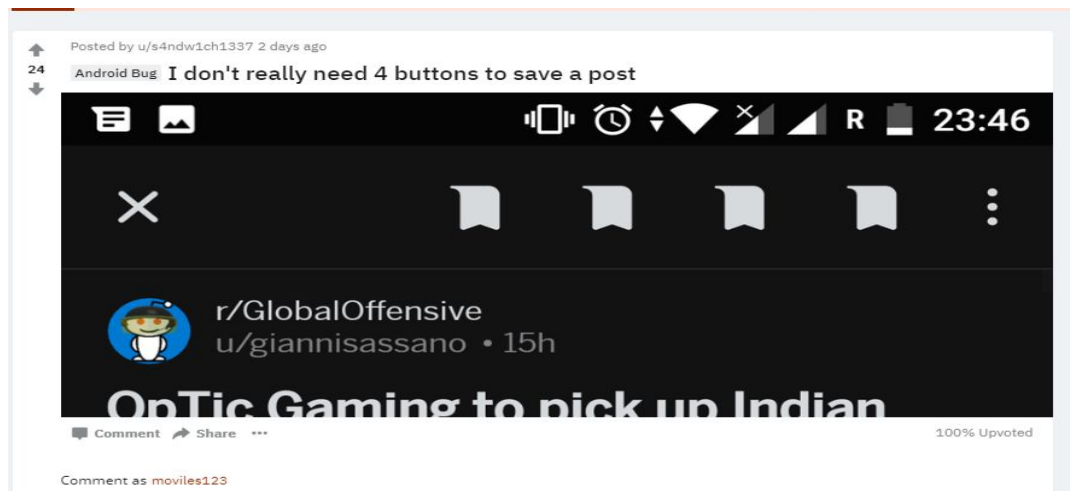 Posted by u/s4ndw1ch1337 2 days ago
24
Android Bug I don't really need 4 buttons to save a post
R 23:46
r/GlobalOffensive
u/giannisassano • 15h
OpTic Gaming to pick up Indian
Comment Share ···
100% Upvoted
Comment as moviles123